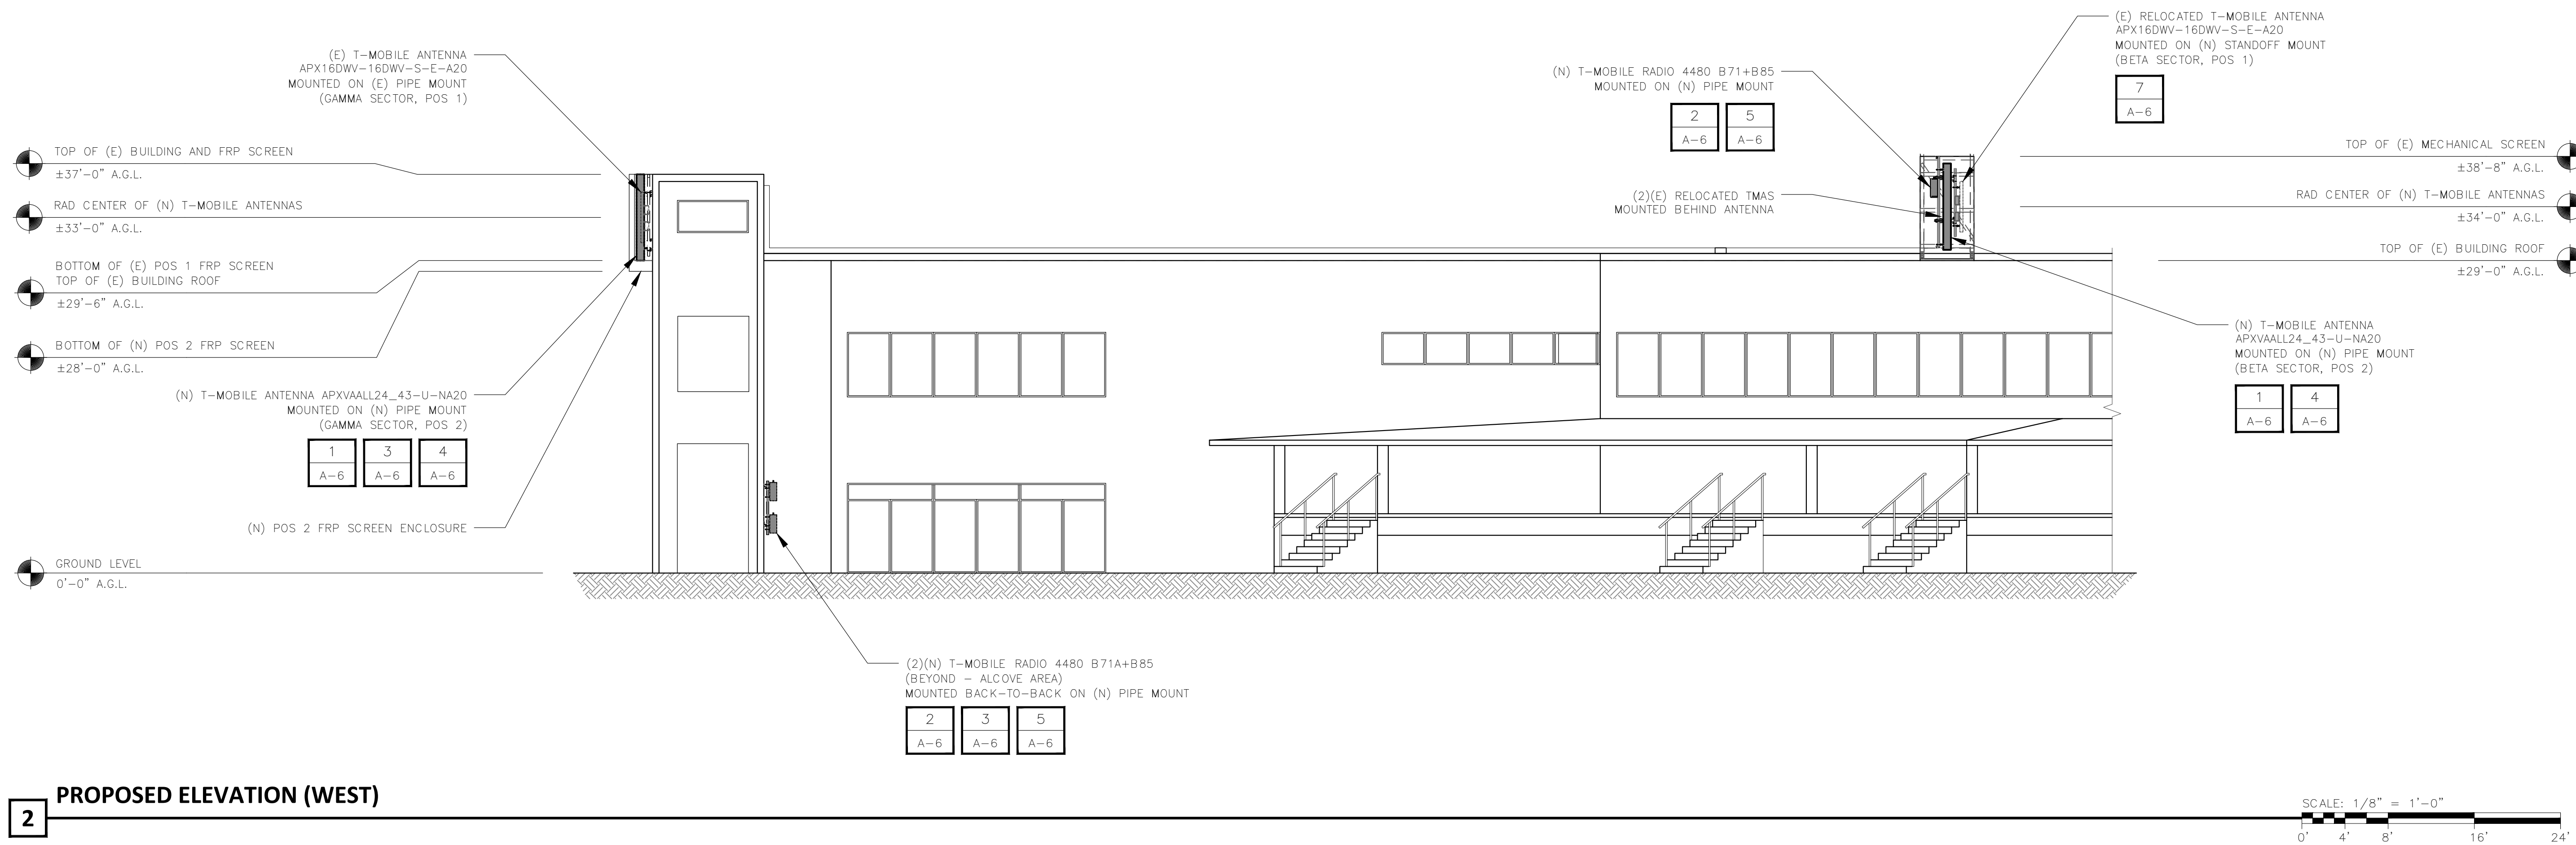 (E) T-MOBILE ANTENNA
APX16DWV-16DWV-S-E-A20
MOUNTED ON (E) PIPE MOUNT
(GAMMA SECTOR, POS 1)
TOP OF (E) BUILDING AND FRP SCREEN
±37'-0" A.G.L.
RAD CENTER OF (N) T-MOBILE ANTENNAS
±33'-0" A.G.L.
BOTTOM OF (E) POS 1 FRP SCREEN
TOP OF (E) BUILDING ROOF
±29'-6" A.G.L.
BOTTOM OF (N) POS 2 FRP SCREEN
±28'-0" A.G.L.
(N) T-MOBILE ANTENNA APXVAALL24_43-U-NA20
MOUNTED ON (N) PIPE MOUNT
(GAMMA SECTOR, POS 2)
1 3 4
A-6 A-6 A-6
(N) POS 2 FRP SCREEN ENCLOSURE
GROUND LEVEL
0'-0" A.G.L.
(2)(N) T-MOBILE RADIO 4480 B71A+B85
(BEYOND - ALCOVE AREA)
MOUNTED BACK-TO-BACK ON (N) PIPE MOUNT
2 3 5
A-6 A-6 A-6
(N) T-MOBILE RADIO 4480 B71+B85
MOUNTED ON (N) PIPE MOUNT
2 5
A-6 A-6
(2)(E) RELOCATED TMAS
MOUNTED BEHIND ANTENNA
(E) RELOCATED T-MOBILE ANTENNA
APX16DWV-16DWV-S-E-A20
MOUNTED ON (N) STANDOFF MOUNT
(BETA SECTOR, POS 1)
7
A-6
TOP OF (E) MECHANICAL SCREEN
±38'-8" A.G.L.
RAD CENTER OF (N) T-MOBILE ANTENNAS
±34'-0" A.G.L.
TOP OF (E) BUILDING ROOF
±29'-0" A.G.L.
(N) T-MOBILE ANTENNA
APXVAALL24_43-U-NA20
MOUNTED ON (N) PIPE MOUNT
(BETA SECTOR, POS 2)
1 4
A-6 A-6
2 PROPOSED ELEVATION (WEST)
SCALE: 1/8" = 1'-0"
0' 4' 8' 16' 24'